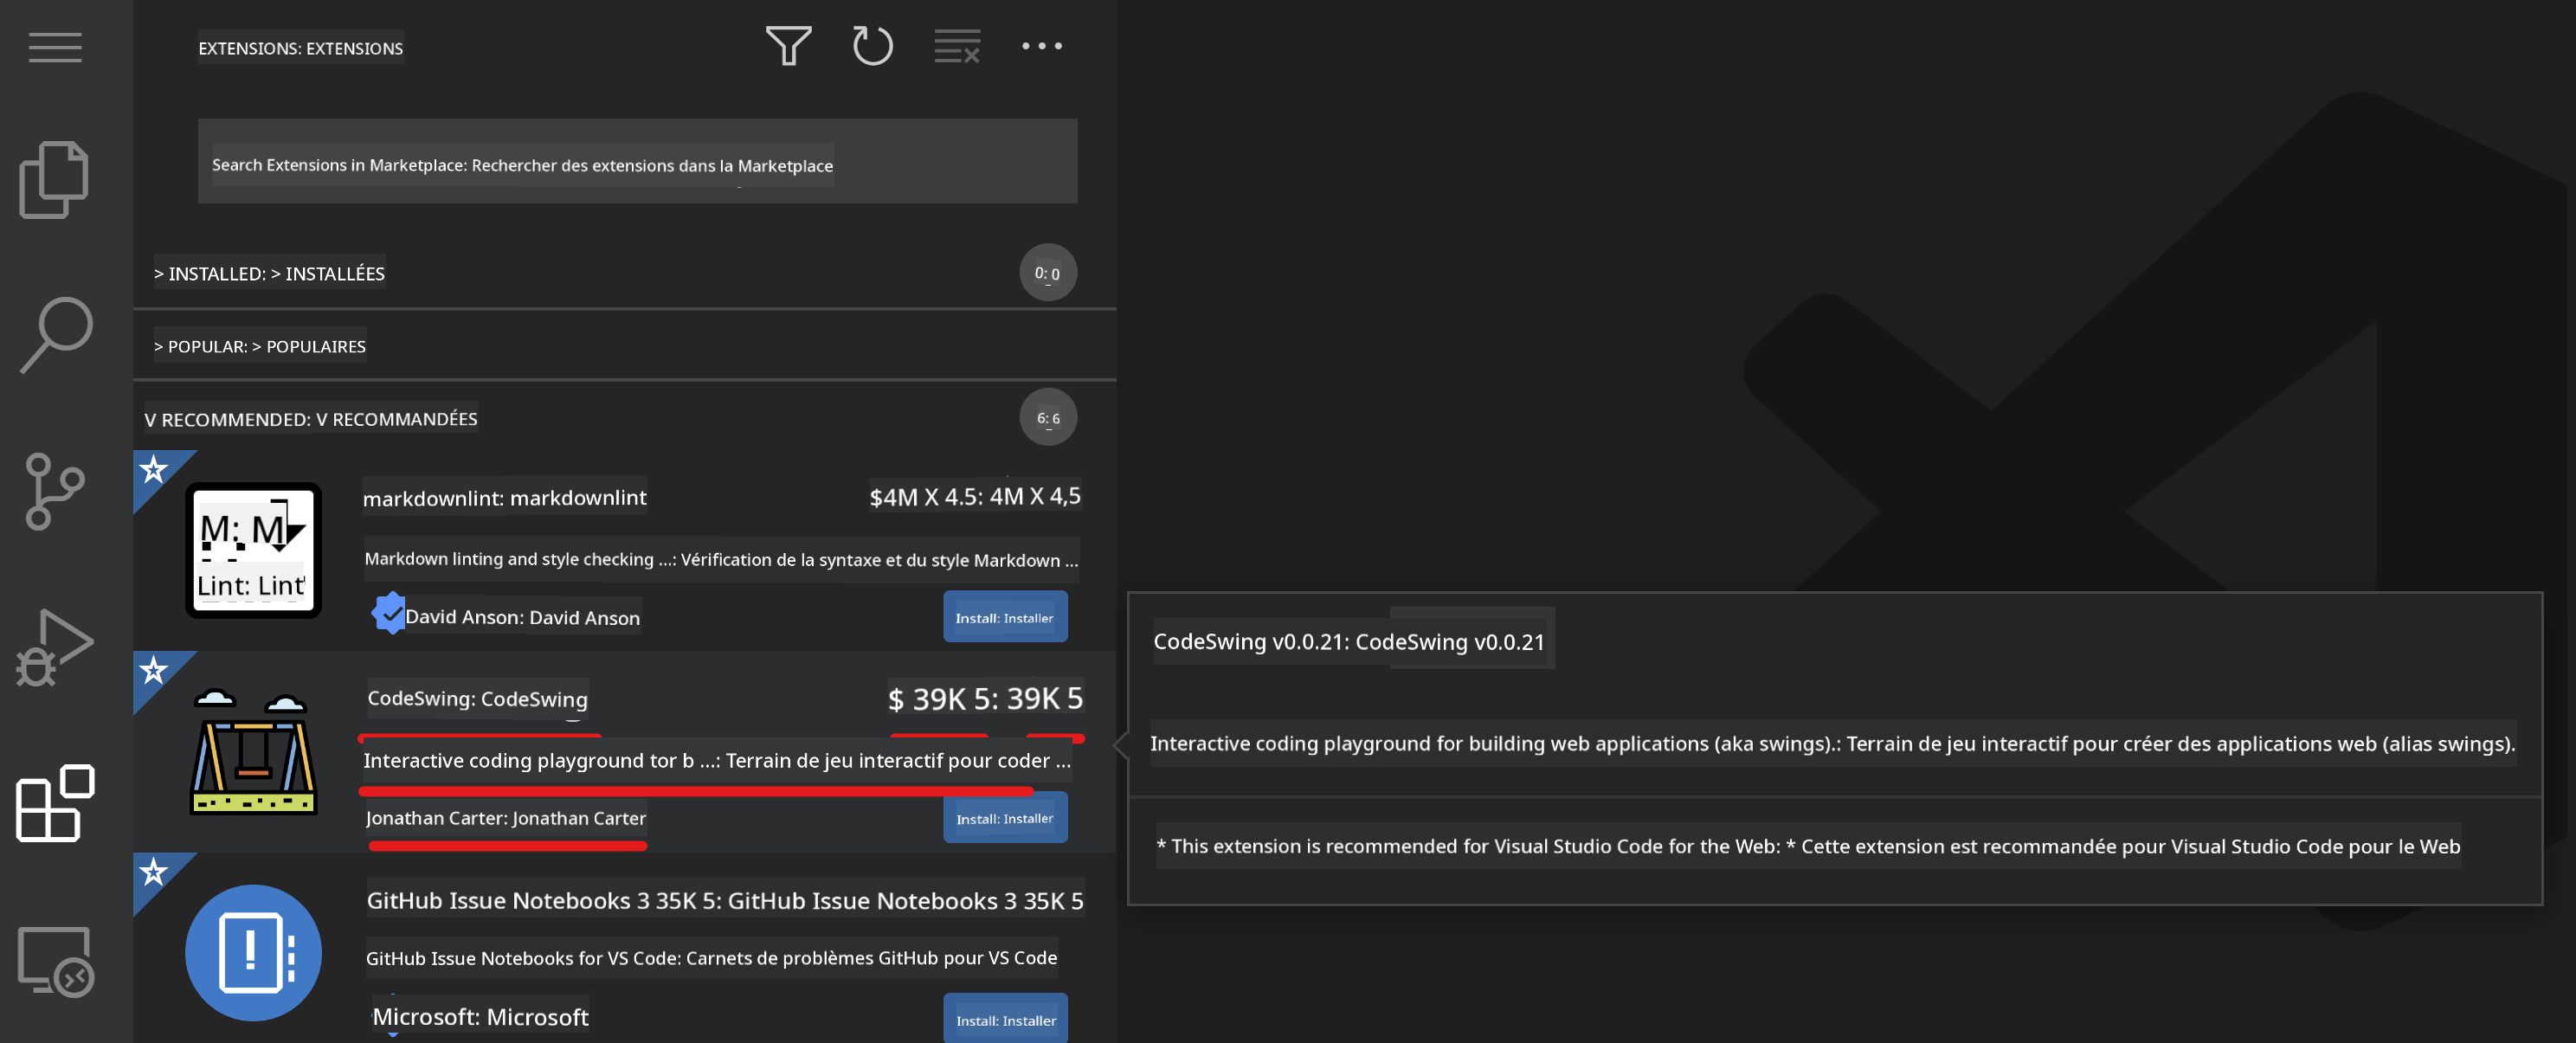 EXTENSIONS: EXTENSIONS
Search Extensions in Marketplace: Rechercher des extensions dans la Marketplace
> INSTALLED: > INSTALLÉES
0: 0
> POPULAR: > POPULAIRES
V RECOMMENDED: V RECOMMANDÉES
6: 6
markdownlint: markdownlint
$4M X 4.5: 4M X 4,5
M: M
Lint: Lint
Markdown linting and style checking ...: Vérification de la syntaxe et du style Markdown ...
David Anson: David Anson
Install: Installer
CodeSwing: CodeSwing
$ 39K 5: 39K 5
Interactive coding playground tor b ...: Terrain de jeu interactif pour coder ...
Jonathan Carter: Jonathan Carter
Install: Installer
GitHub Issue Notebooks 3 35K 5: GitHub Issue Notebooks 3 35K 5
GitHub Issue Notebooks for VS Code: Carnets de problèmes GitHub pour VS Code
Microsoft: Microsoft
Install: Installer
CodeSwing v0.0.21: CodeSwing v0.0.21
Interactive coding playground for building web applications (aka swings).: Terrain de jeu interactif pour créer des applications web (alias swings).
* This extension is recommended for Visual Studio Code for the Web: * Cette extension est recommandée pour Visual Studio Code pour le Web